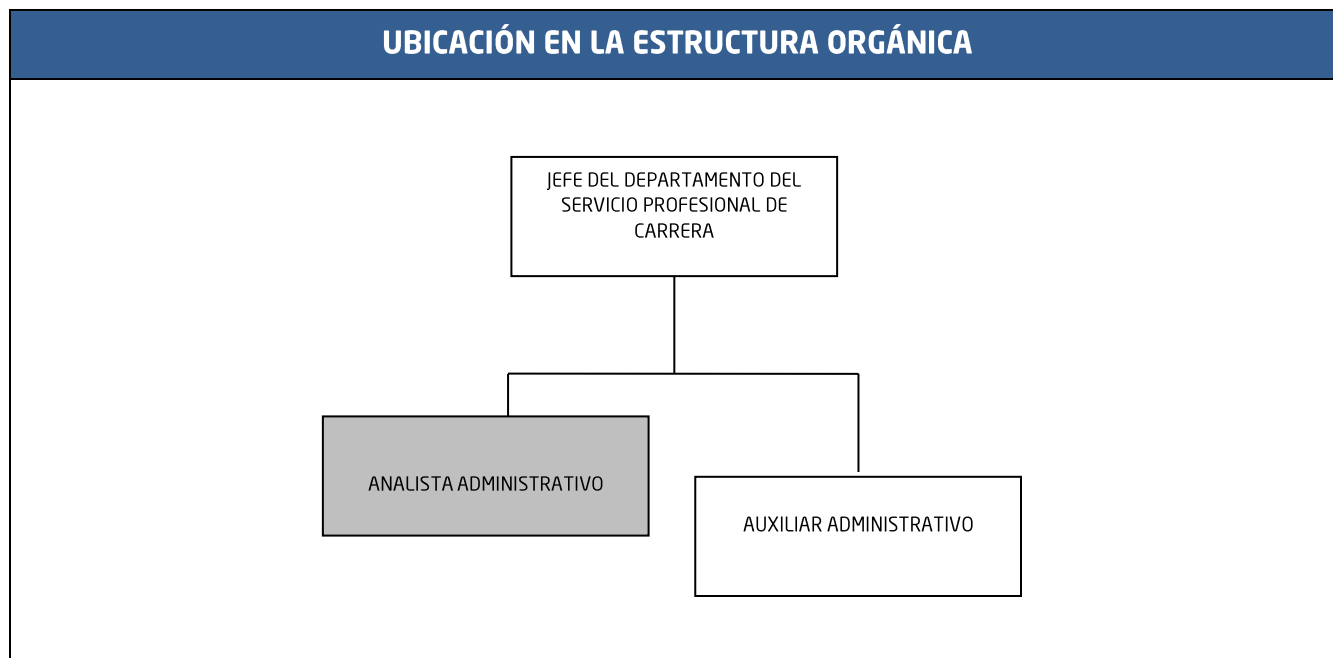 UBICACIÓN EN LA ESTRUCTURA ORGÁNICA
JEFE DEL DEPARTAMENTO DEL
SERVICIO PROFESIONAL DE
CARRERA
ANALISTA ADMINISTRATIVO
AUXILIAR ADMINISTRATIVO